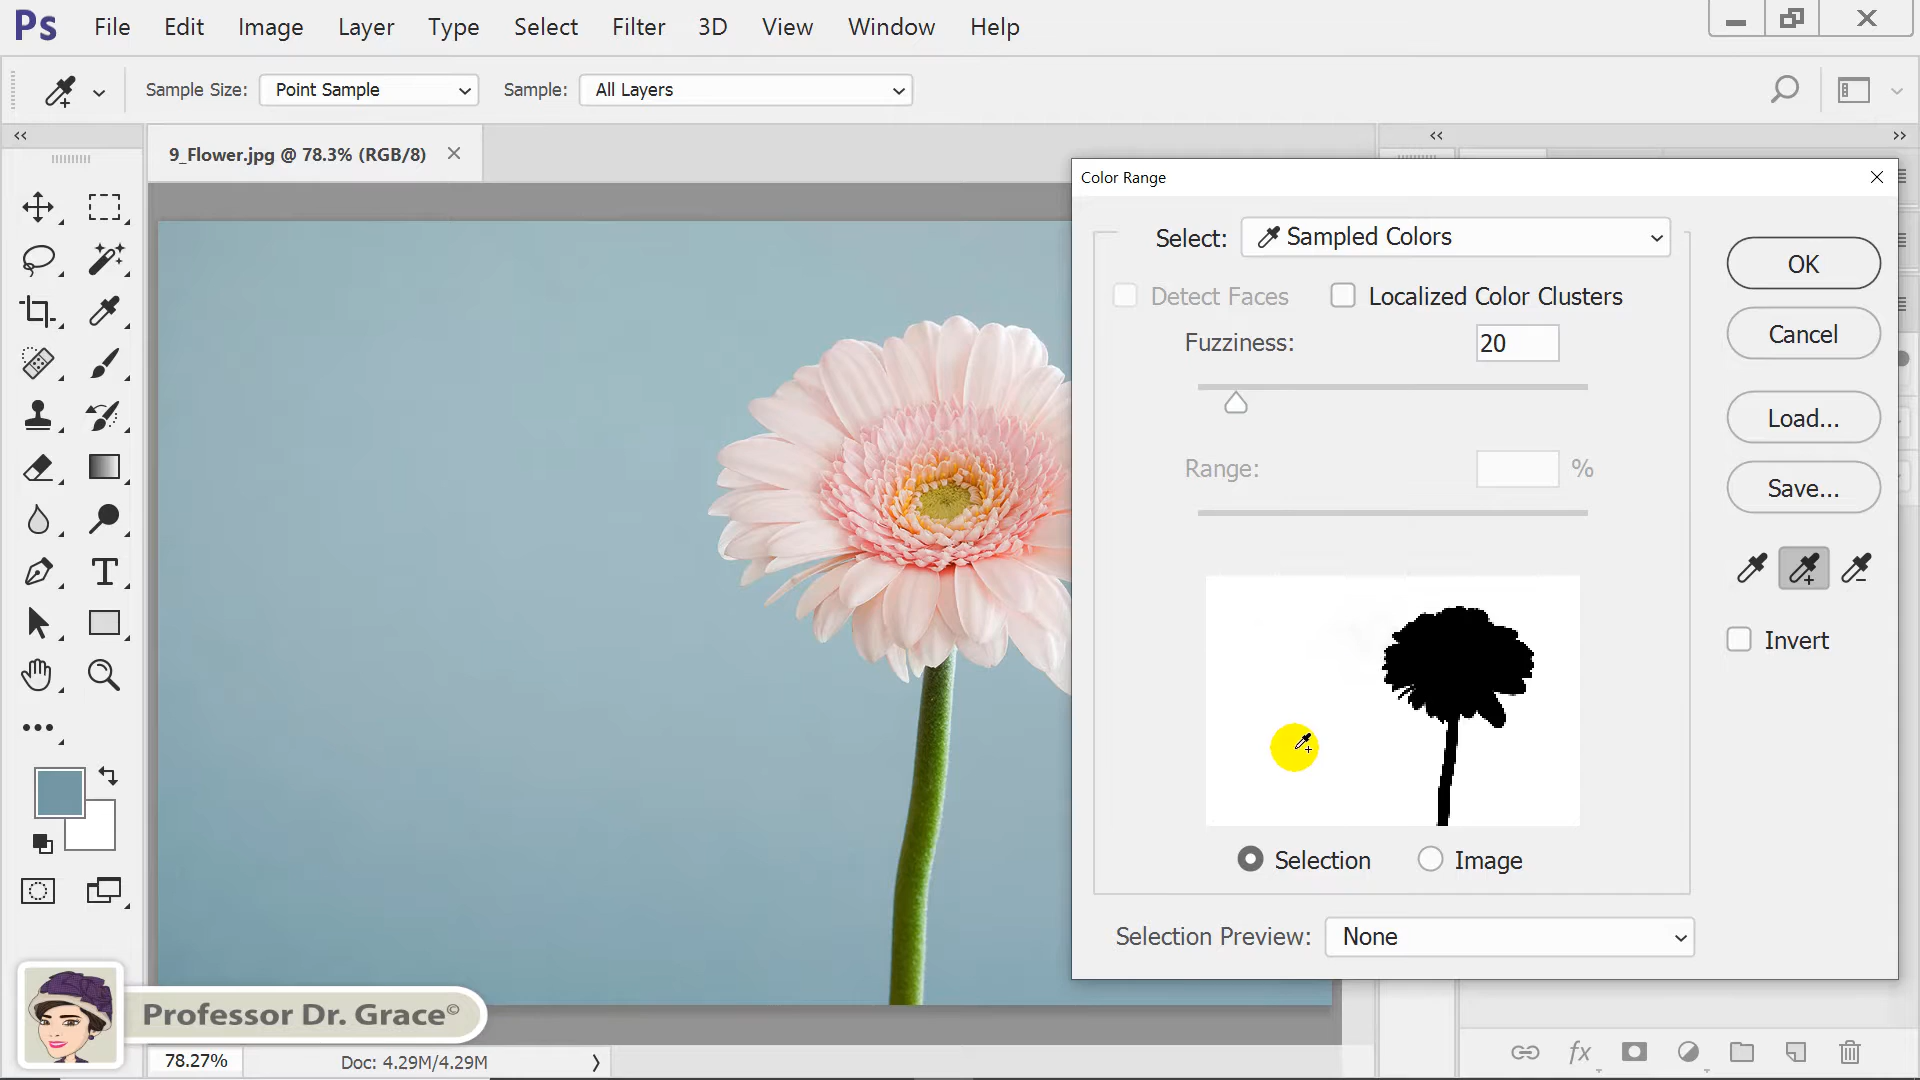 Ps File Edit Image Layer Type Select Filter 3D View Window Help
Sample Size: Point Sample Sample: All Layers
9_Flower.jpg @ 78.3% (RGB/8)
Color Range
Select: Sampled Colors
Detect Faces Localized Color Clusters
Fuzziness: 20
Range: %
OK
Cancel
Load...
Save...
Invert
Selection Image
Selection Preview: None
T
Professor Dr. Grace©
78.27% Doc: 4.29M/4.29M
fx